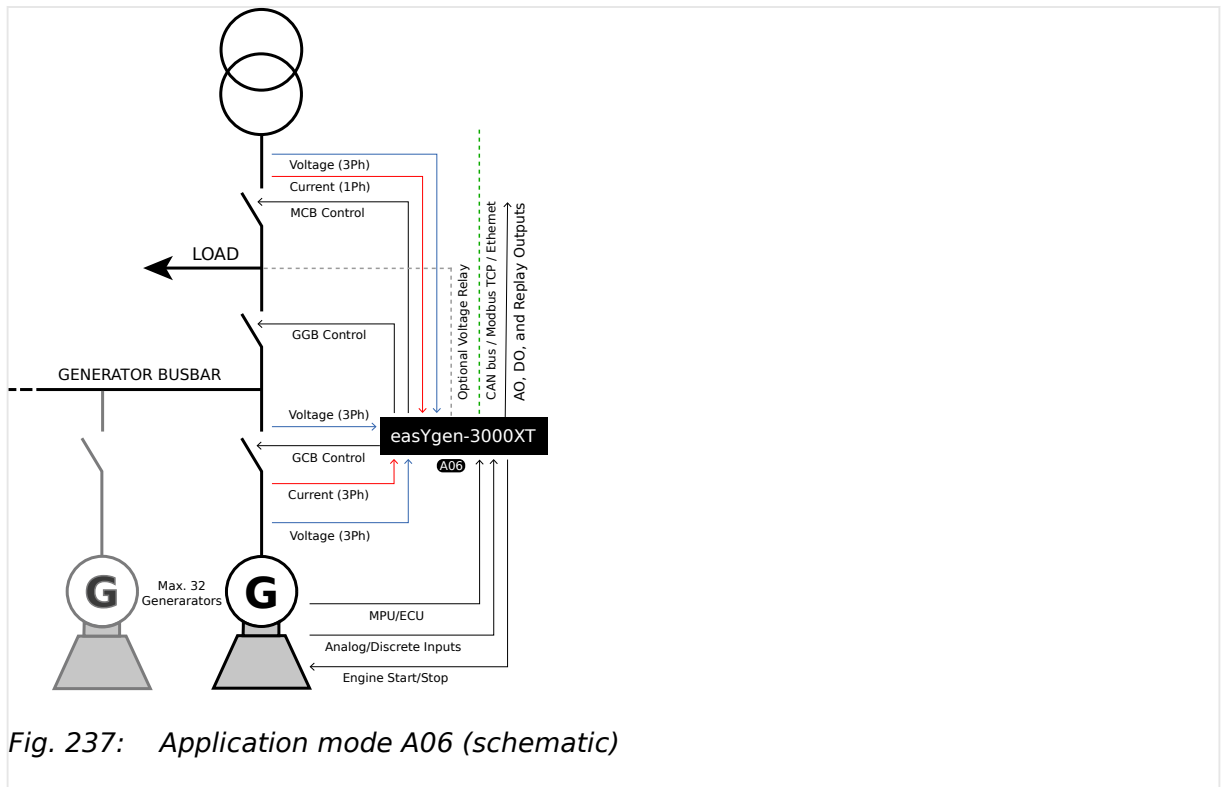 Voltage (3Ph)
Current (1Ph)
MCB Control
LOAD
Optional Voltage Relay
CAN bus / Modbus TCP / Ethernet
AO, DO, and Replay Outputs
GGB Control
GENERATOR BUSBAR
Voltage (3Ph)
easYgen-3000XT
GCB Control
A06
Current (3Ph)
Voltage (3Ph)
G
Max. 32
Generarators
G
MPU/ECU
Analog/Discrete Inputs
Engine Start/Stop
Fig. 237: Application mode A06 (schematic)